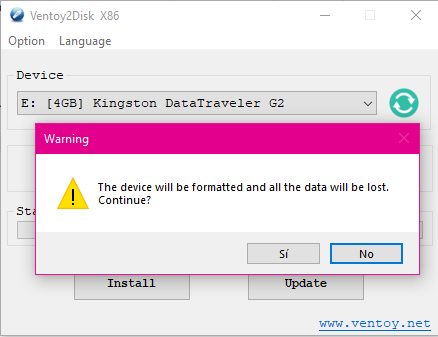 Ventoy2Disk X86
Option Language
Device
E: [4GB] Kingston DataTraveler G2
Warning
The device will be formatted and all the data will be lost.
Continue?
Sí No
Install Update
www.ventoy.net